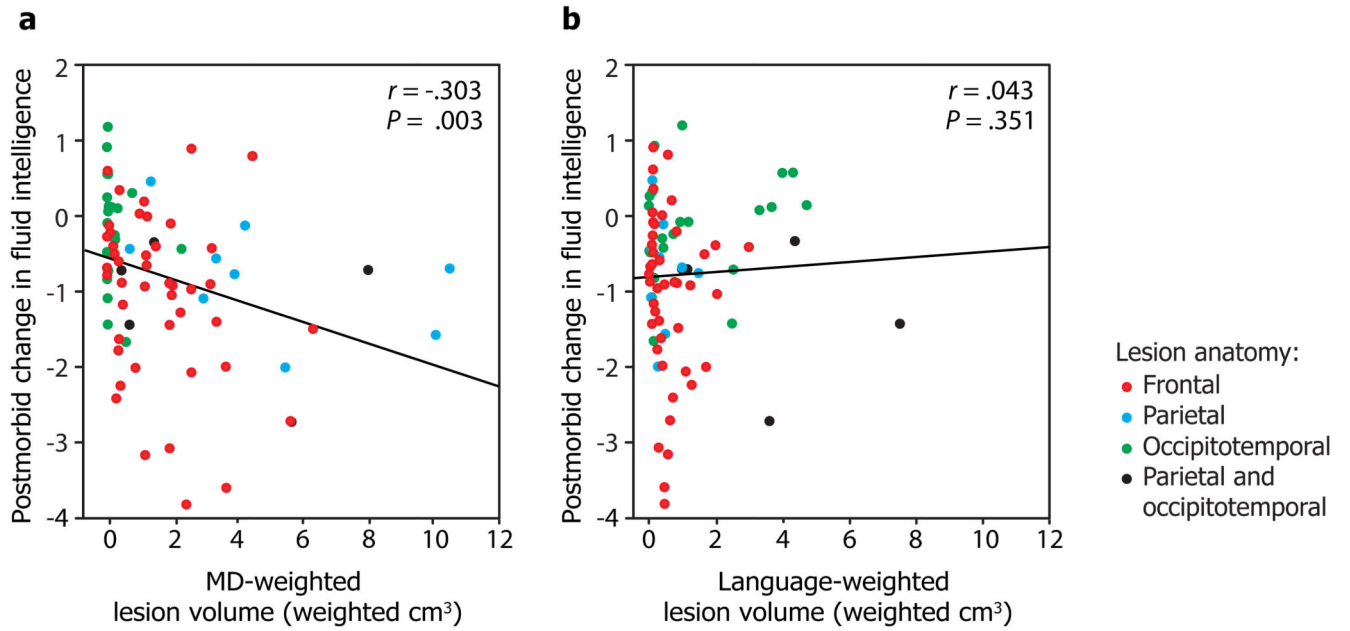 a
Postmorbid change in fluid intelligence
2
1
0
-1
-2
-3
-4
r = -.303
P = .003
0 2 4 6 8 10 12
MD-weighted
lesion volume (weighted cm³)
b
Postmorbid change in fluid intelligence
2
1
0
-1
-2
-3
-4
r = .043
P = .351
0 2 4 6 8 10 12
Language-weighted
lesion volume (weighted cm³)
Lesion anatomy:
Frontal
Parietal
Occipitotemporal
Parietal and
occipitotemporal